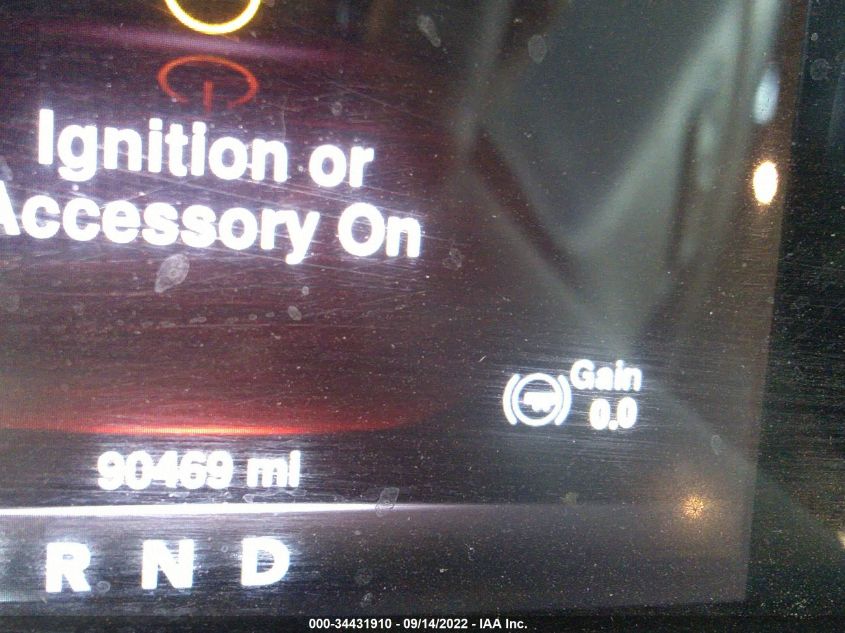 Ignition or
Accessory On
Gain
0.0
90469 mi
R N D
000-34431910 - 09/14/2022 - IAA Inc.